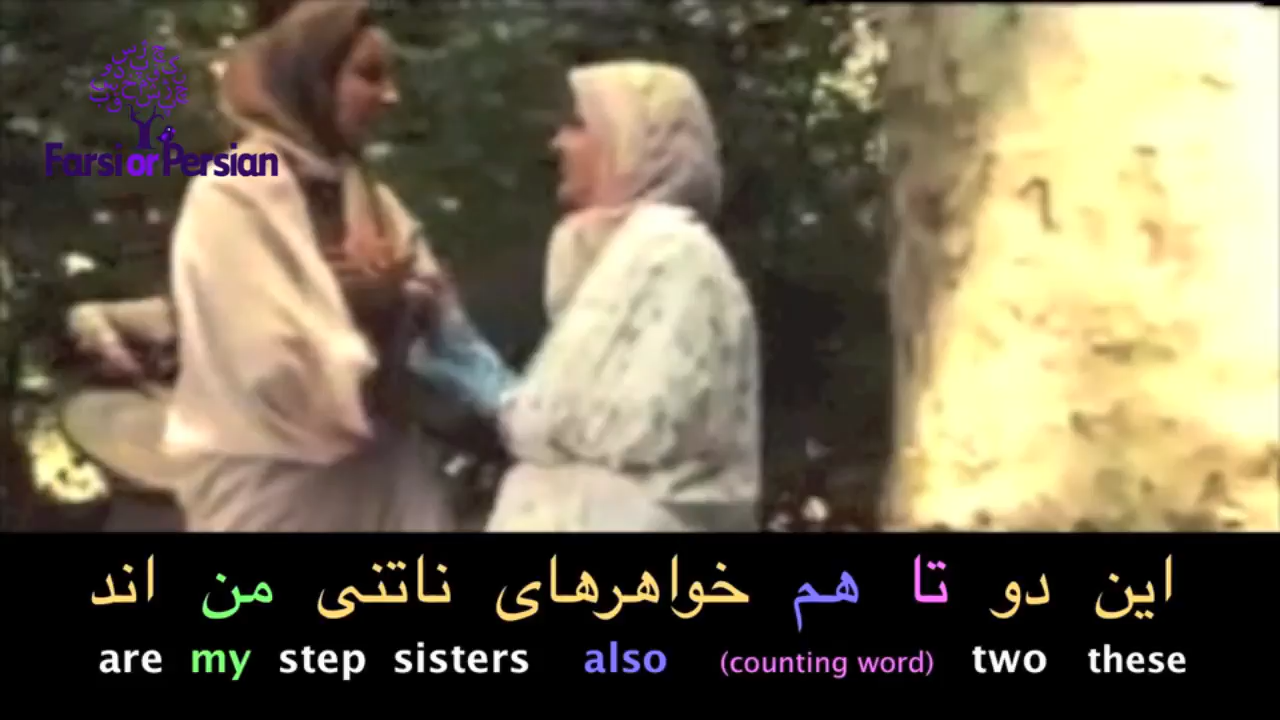 Farsi or Persian
این دو تا هم خواهرهای ناتنی من اند
are my step sisters also (counting word) two these